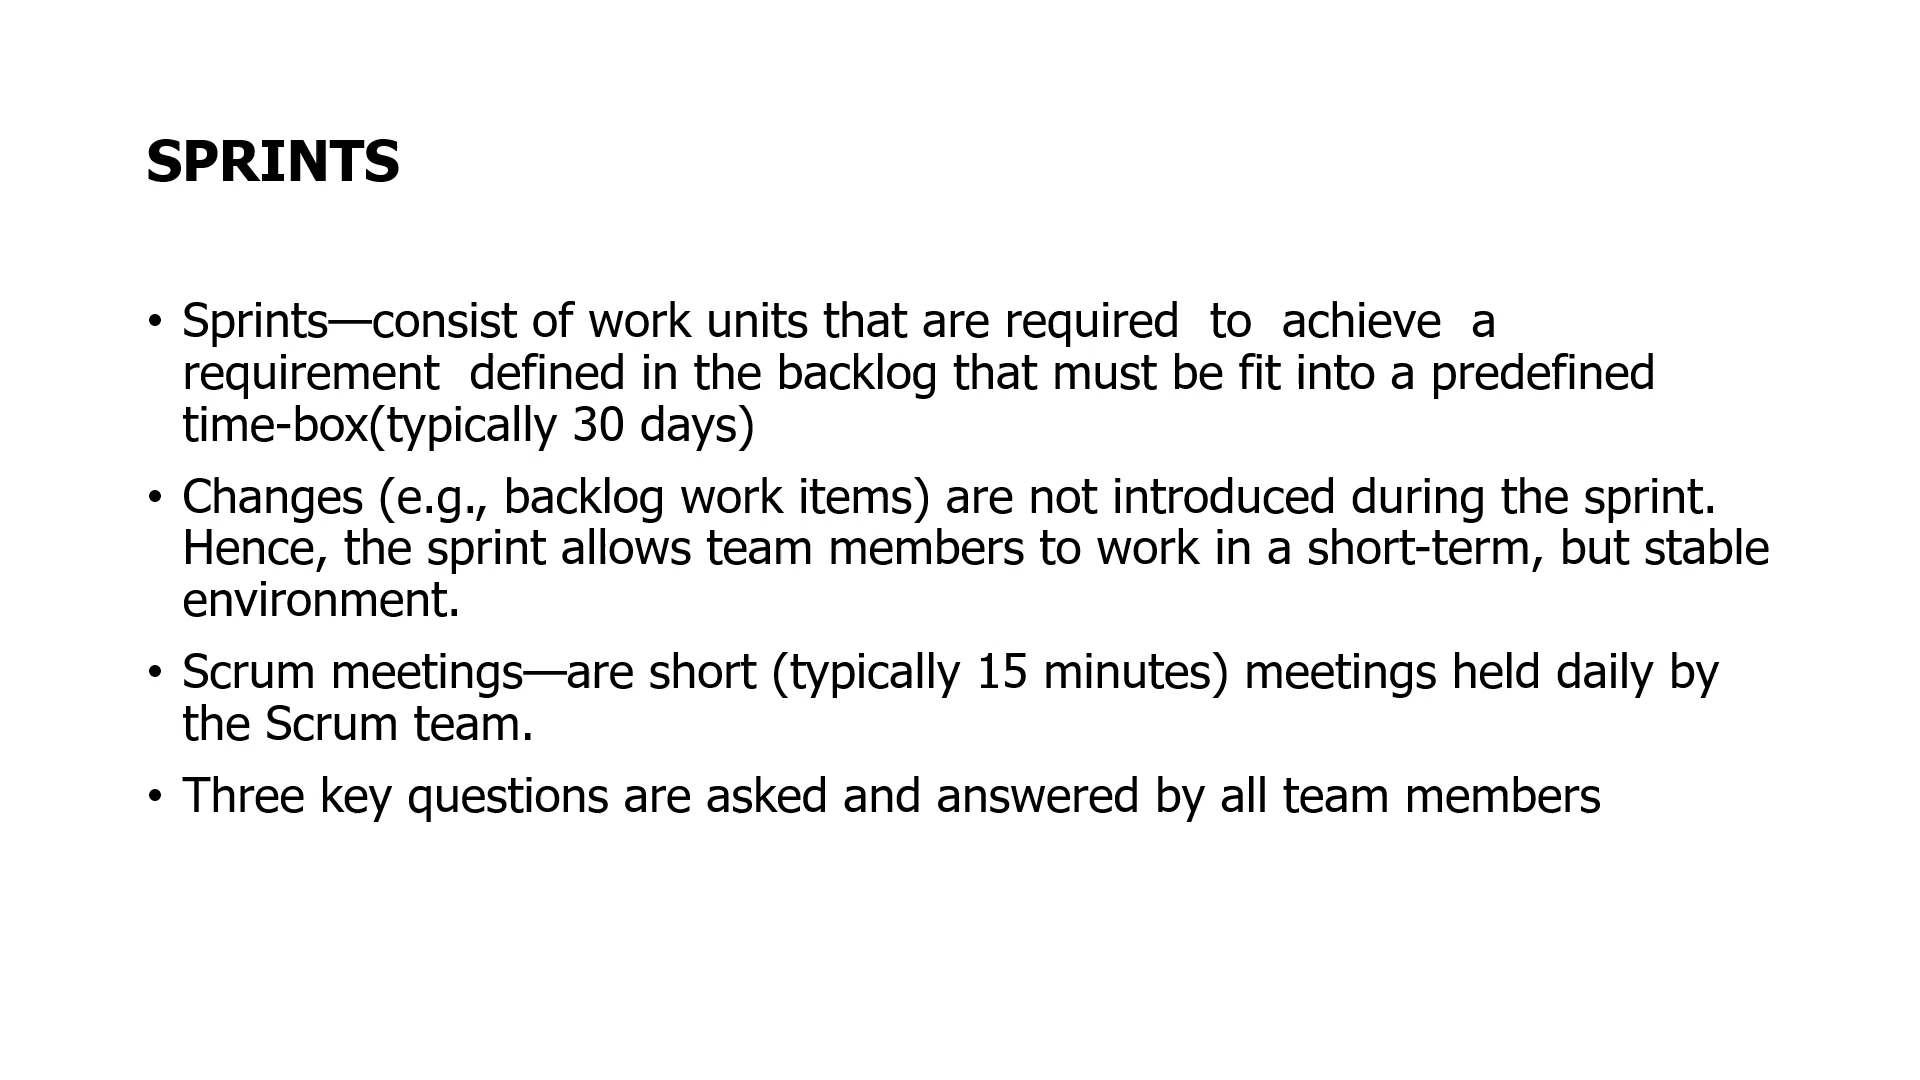 SPRINTS
• Sprints—consist of work units that are required  to  achieve  a
requirement  defined in the backlog that must be fit into a predefined
time-box(typically 30 days)
• Changes (e.g., backlog work items) are not introduced during the sprint.
Hence, the sprint allows team members to work in a short-term, but stable
environment.
• Scrum meetings—are short (typically 15 minutes) meetings held daily by
the Scrum team.
• Three key questions are asked and answered by all team members